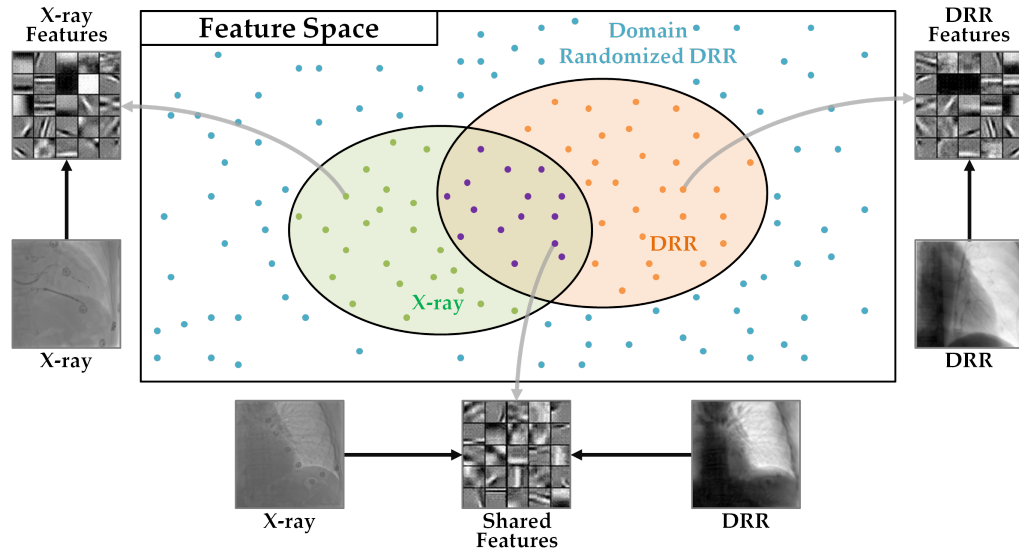 X-ray
Features
Feature Space
Domain
Randomized DRR
DRR
Features
DRR
X-ray
X-ray
DRR
X-ray
Shared
Features
DRR